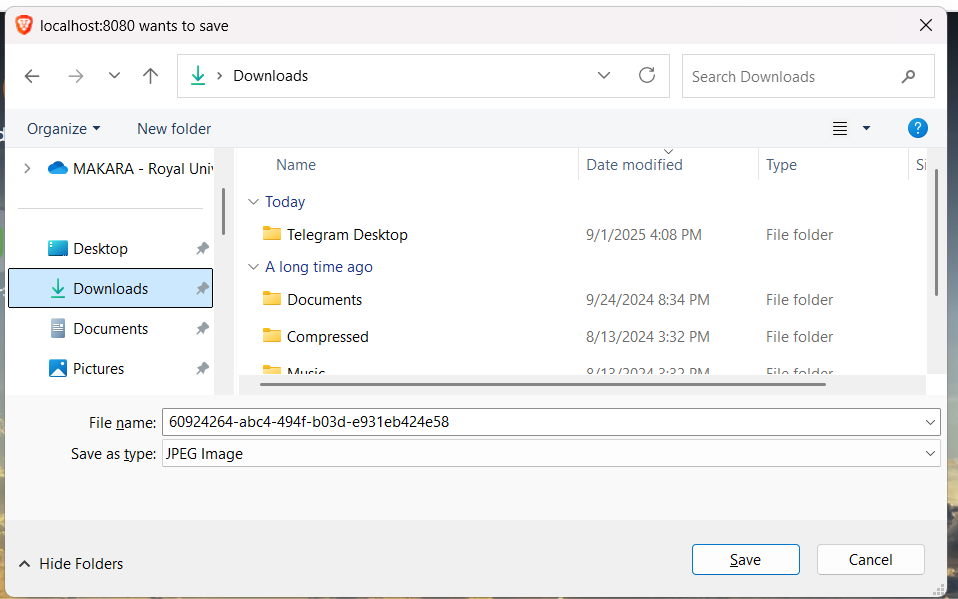 localhost:8080 wants to save
Downloads
Search Downloads
Organize
New folder
?
MAKARA - Royal Univ
Desktop
Downloads
Documents
Pictures
Name Date modified Type Si
Today
Telegram Desktop 9/1/2025 4:08 PM File folder
A long time ago
Documents 9/24/2024 8:34 PM File folder
Compressed 8/13/2024 3:32 PM File folder
Music 8/13/2024 3:32 PM File folder
File name: 60924264-abc4-494f-b03d-e931eb424e58
Save as type: JPEG Image
Hide Folders
Save
Cancel